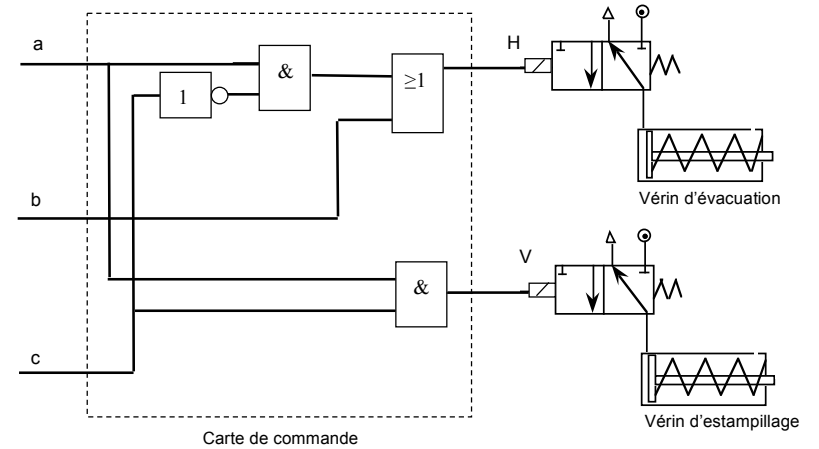 a
H
&
1
≥1
b
Vérin d'évacuation
V
&
c
Vérin d'estampillage
Carte de commande